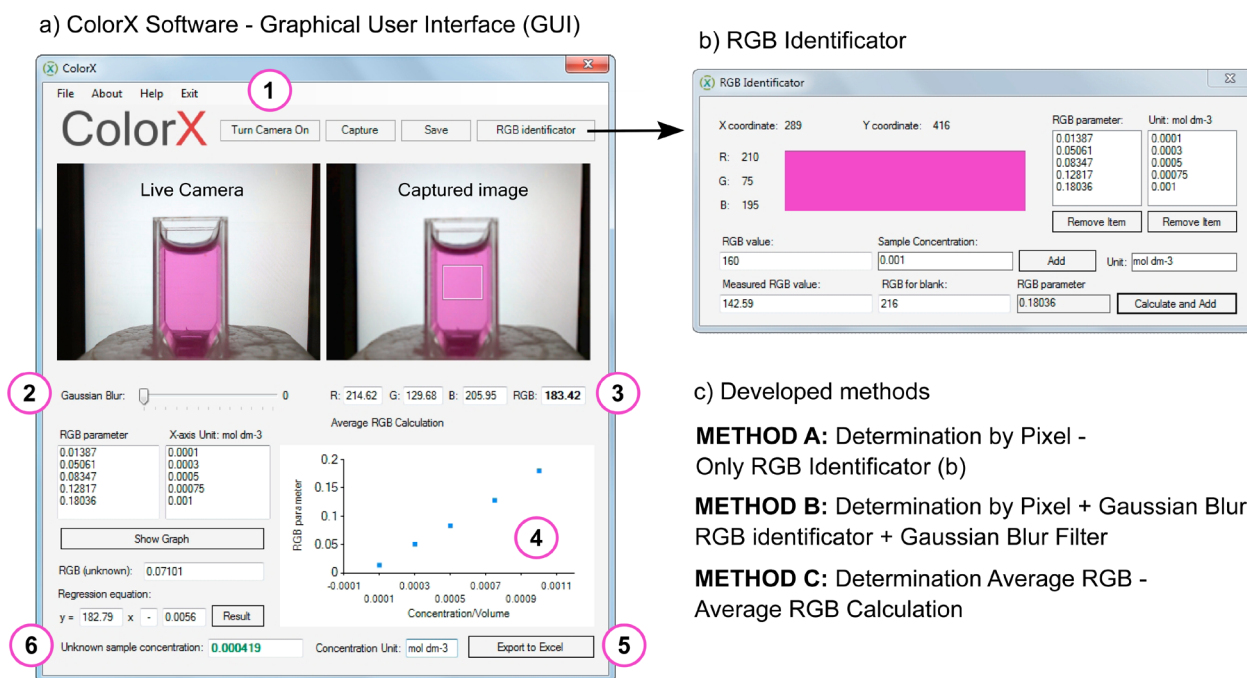 a) ColorX Software - Graphical User Interface (GUI)
ColorX
File About Help Exit
1
ColorX
Turn Camera On Capture Save RGB identificator
Live Camera
Captured image
2
Gaussian Blur: 0
R: 214.62 G: 129.68 B: 205.95 RGB: 183.42
3
Average RGB Calculation
RGB parameter X-axis Unit: mol dm-3
0.01387 0.0001
0.05061 0.0003
0.08347 0.0005
0.12817 0.00075
0.18036 0.001
Show Graph
RGB parameter
0.2
0.15
0.1
0.05
0
-0.0001 0.0003 0.0007 0.0011
0.0001 0.0005 0.0009
Concentration/Volume
4
RGB (unknown): 0.07101
Regression equation:
y = 182.79 x - 0.0056 Result
6
Unknown sample concentration: 0.000419
Concentration Unit: mol dm-3 Export to Excel
5
b) RGB Identificator
RGB Identificator
X coordinate: 289 Y coordinate: 416
R: 210
G: 75
B: 195
RGB parameter: Unit: mol dm-3
0.01387 0.0001
0.05061 0.0003
0.08347 0.0005
0.12817 0.00075
0.18036 0.001
Remove Item Remove Item
RGB value: Sample Concentration:
160 0.001 Add Unit: mol dm-3
Measured RGB value: RGB for blank: RGB parameter
142.59 216 0.18036 Calculate and Add
c) Developed methods
METHOD A: Determination by Pixel -
Only RGB Identificator (b)
METHOD B: Determination by Pixel + Gaussian Blur
RGB identificator + Gaussian Blur Filter
METHOD C: Determination Average RGB -
Average RGB Calculation